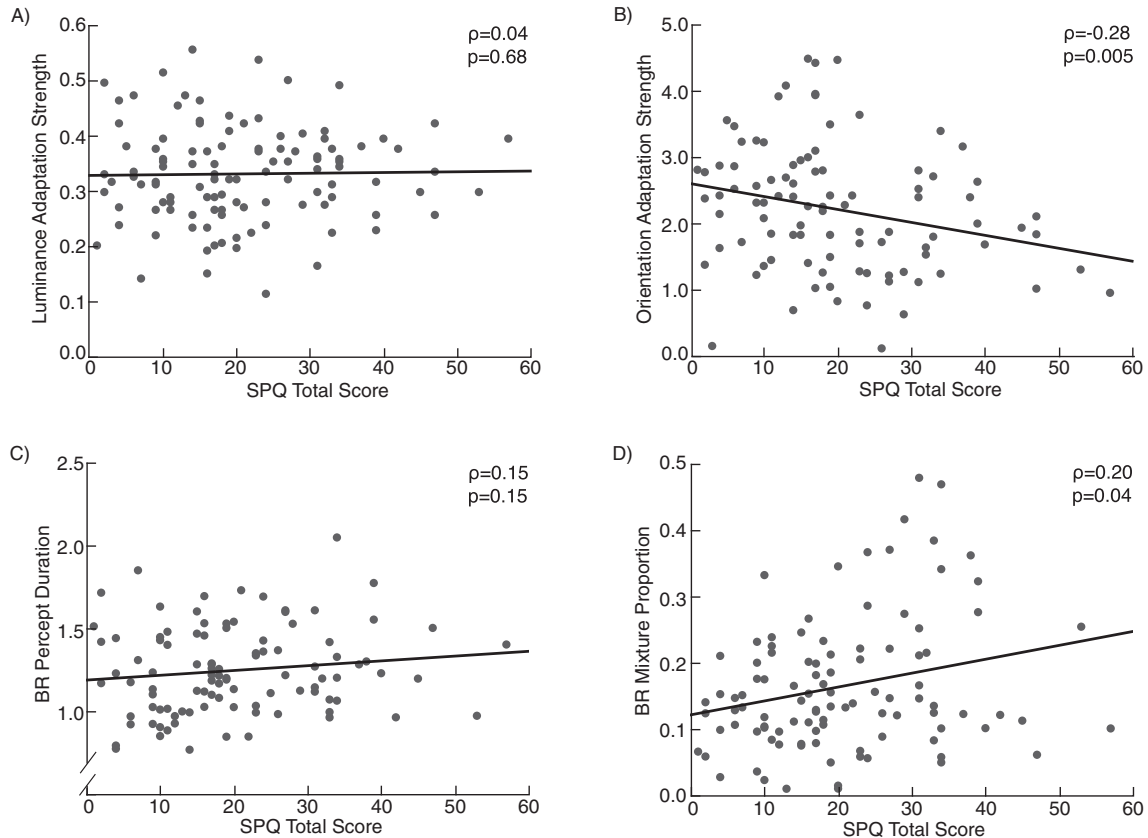 A)
ρ=0.04
p=0.68
Luminance Adaptation Strength
0.6
0.5
0.4
0.3
0.2
0.1
0.0
0 10 20 30 40 50 60
SPQ Total Score
B)
ρ=-0.28
p=0.005
Orientation Adaptation Strength
5.0
4.0
3.0
2.0
1.0
0.0
0 10 20 30 40 50 60
SPQ Total Score
C)
ρ=0.15
p=0.15
BR Percept Duration
2.5
2.0
1.5
1.0
0 10 20 30 40 50 60
SPQ Total Score
D)
ρ=0.20
p=0.04
BR Mixture Proportion
0.5
0.4
0.3
0.2
0.1
0.0
0 10 20 30 40 50 60
SPQ Total Score